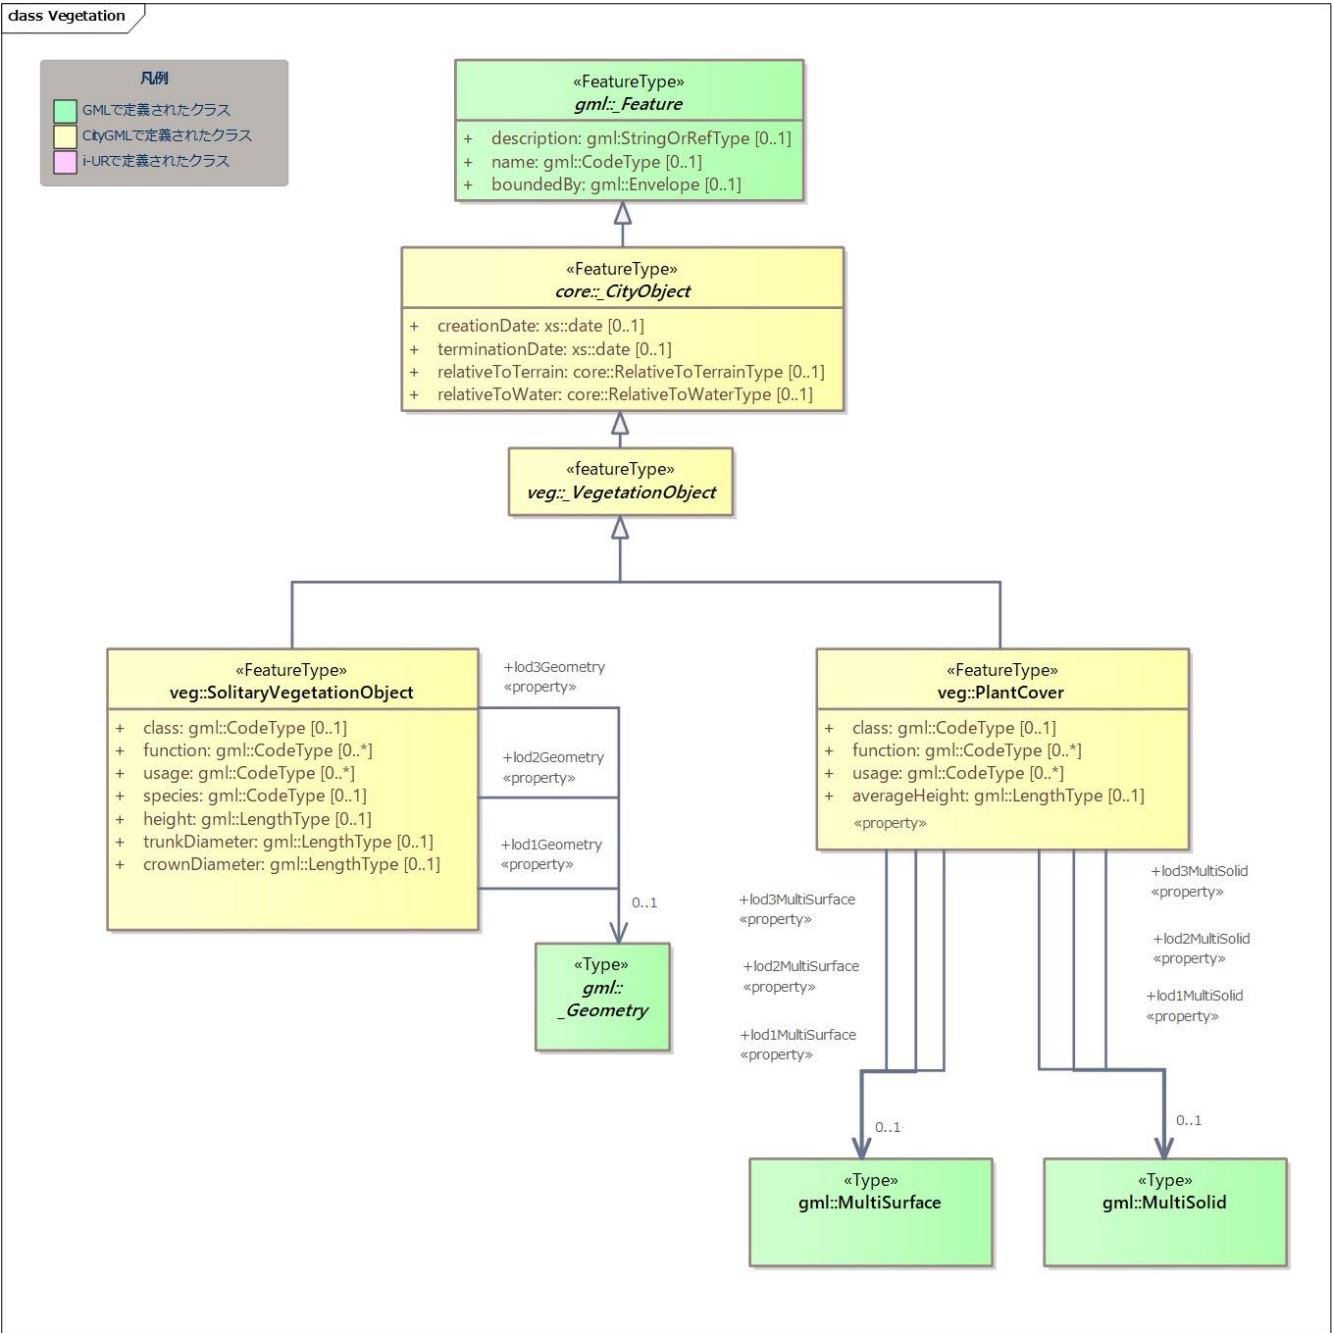 class Vegetation
凡例
GMLで定義されたクラス
CityGMLで定義されたクラス
i-URで定義されたクラス
«FeatureType»
gml::_Feature
+ description: gml:StringOrRefType [0..1]
+ name: gml::CodeType [0..1]
+ boundedBy: gml::Envelope [0..1]
«FeatureType»
core::_CityObject
+ creationDate: xs::date [0..1]
+ terminationDate: xs::date [0..1]
+ relativeToTerrain: core::RelativeToTerrainType [0..1]
+ relativeToWater: core::RelativeToWaterType [0..1]
«featureType»
veg::_VegetationObject
«FeatureType»
veg::SolitaryVegetationObject
+ class: gml::CodeType [0..1]
+ function: gml::CodeType [0..*]
+ usage: gml::CodeType [0..*]
+ species: gml::CodeType [0..1]
+ height: gml::LengthType [0..1]
+ trunkDiameter: gml::LengthType [0..1]
+ crownDiameter: gml::LengthType [0..1]
+lod3Geometry
«property»
+lod2Geometry
«property»
+lod1Geometry
«property»
0..1
«Type»
gml::
_Geometry
«FeatureType»
veg::PlantCover
+ class: gml::CodeType [0..1]
+ function: gml::CodeType [0..*]
+ usage: gml::CodeType [0..*]
+ averageHeight: gml::LengthType [0..1]
«property»
+lod3MultiSurface
«property»
+lod2MultiSurface
«property»
+lod1MultiSurface
«property»
0..1
+lod3MultiSolid
«property»
+lod2MultiSolid
«property»
+lod1MultiSolid
«property»
0..1
«Type»
gml::MultiSurface
«Type»
gml::MultiSolid